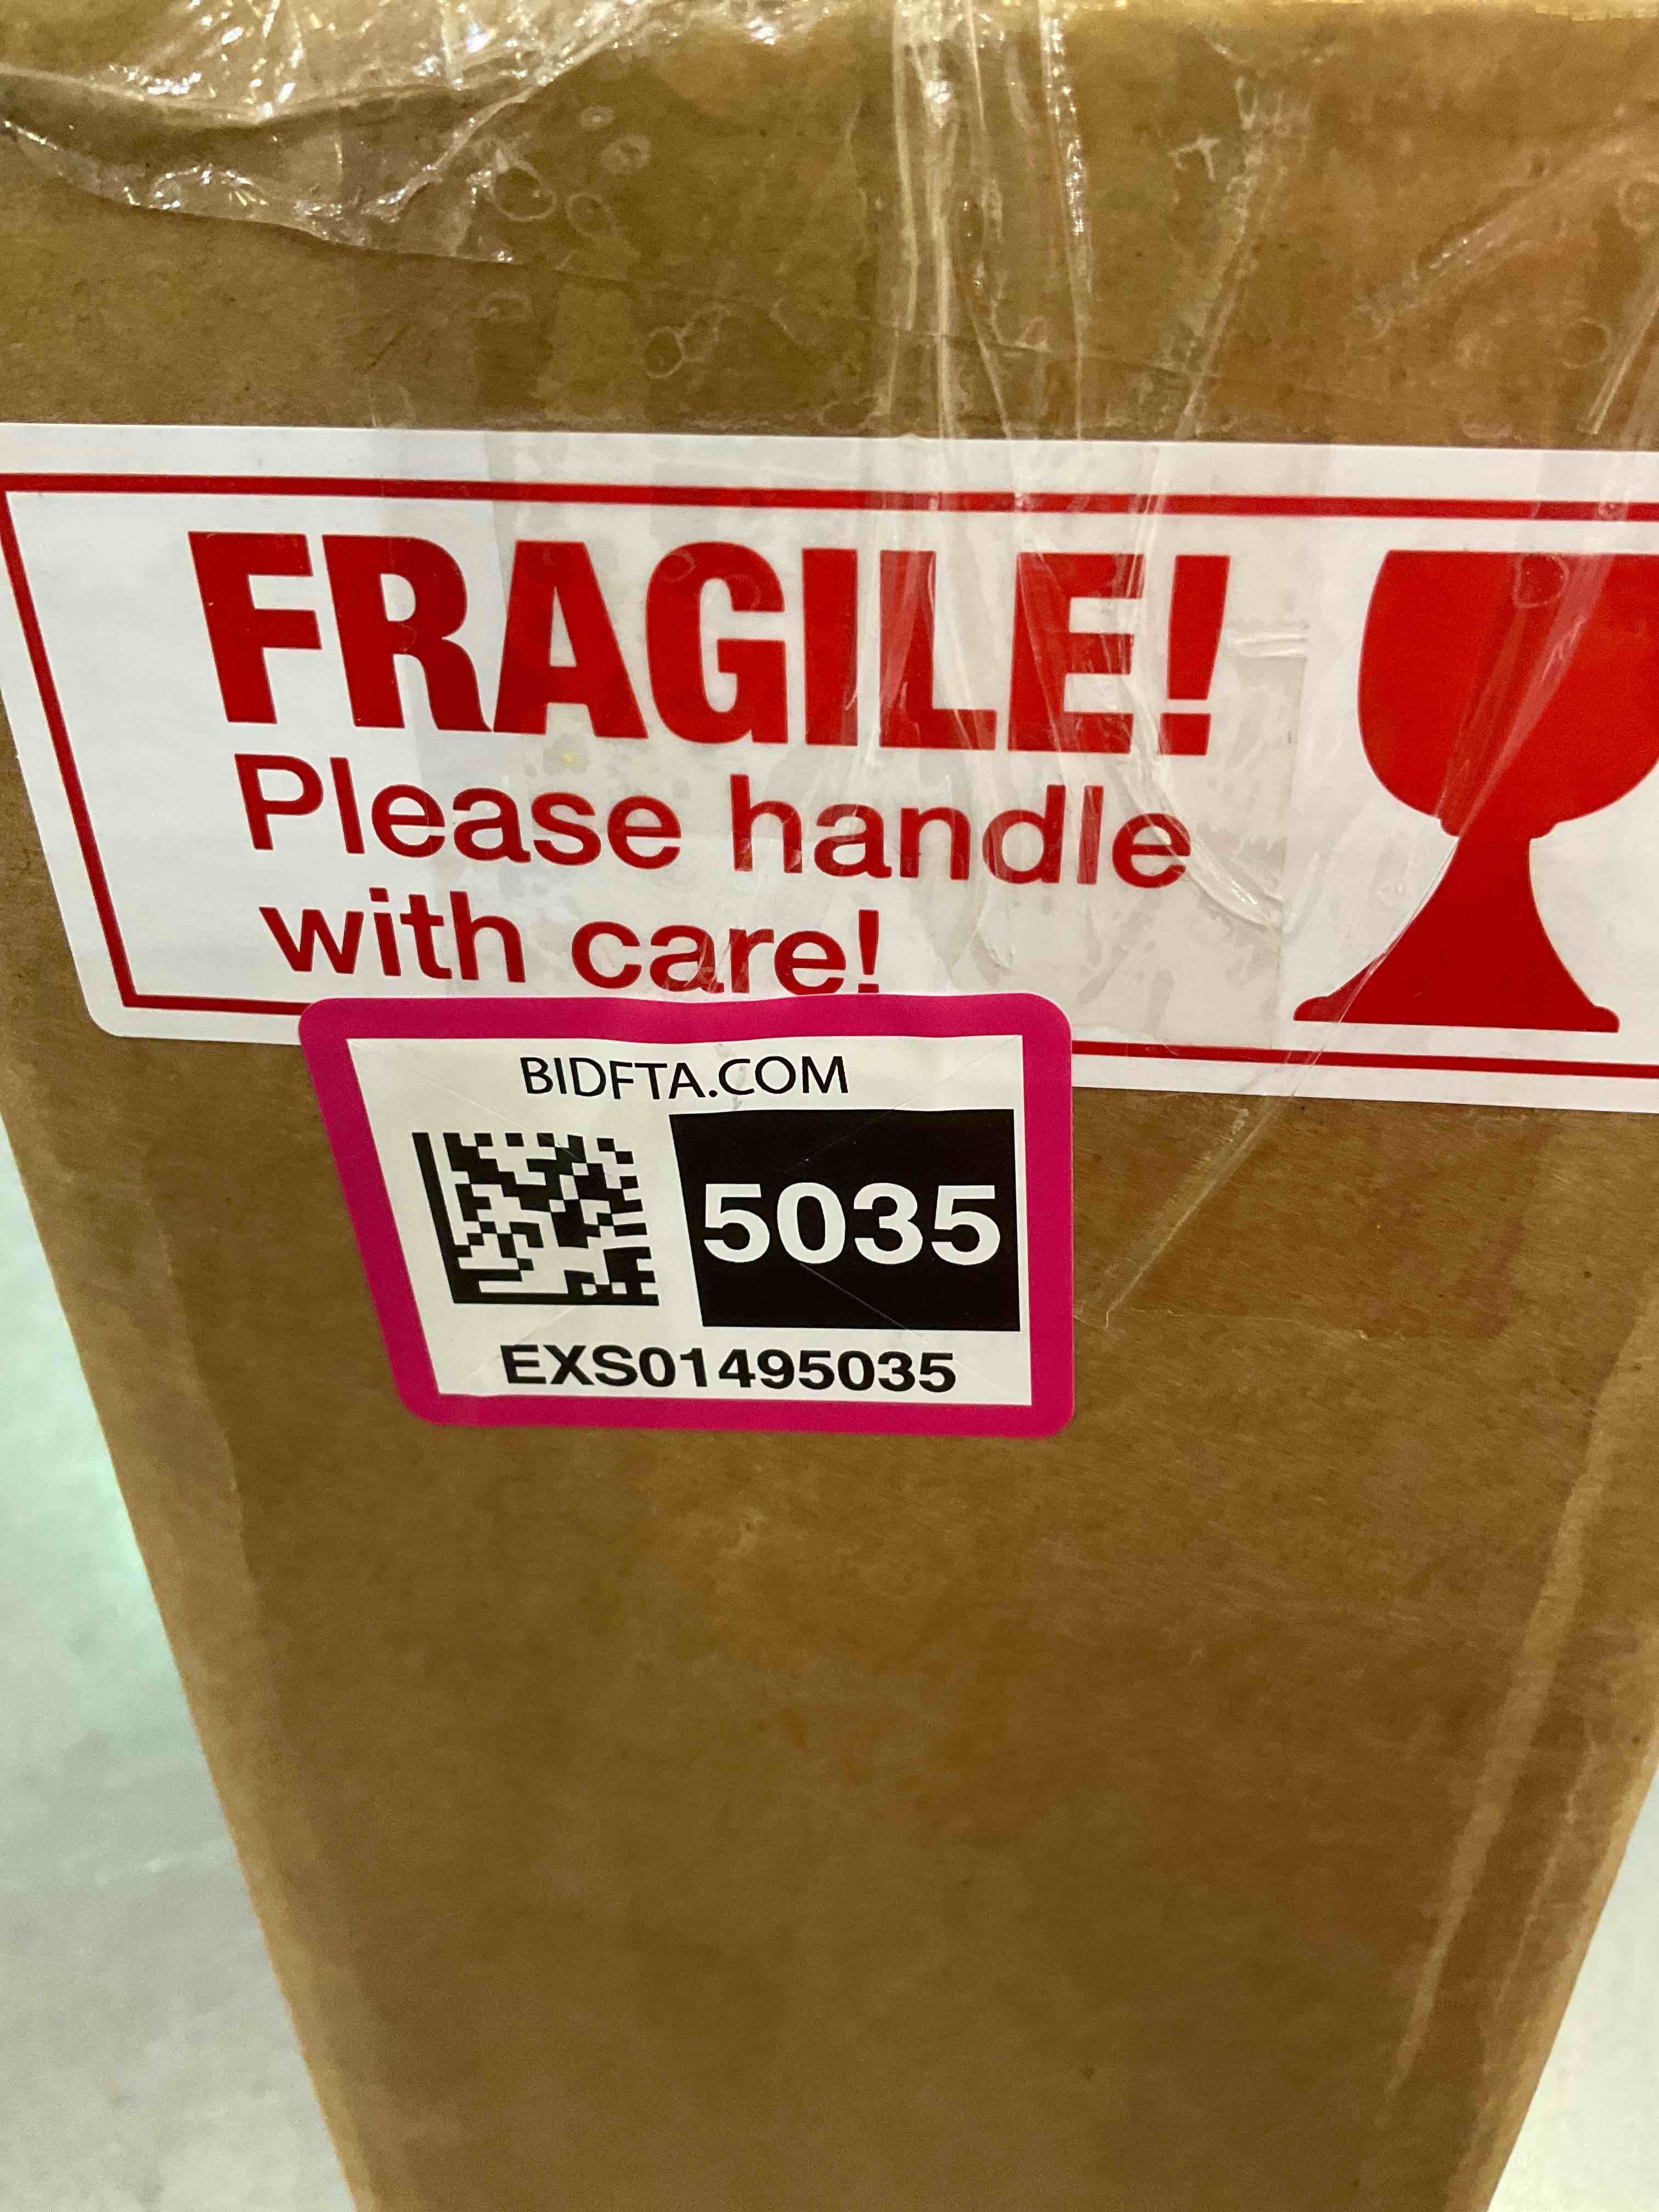 FRAGILE!
Please handle
with care!
BIDFTA.COM
5035
EXS01495035